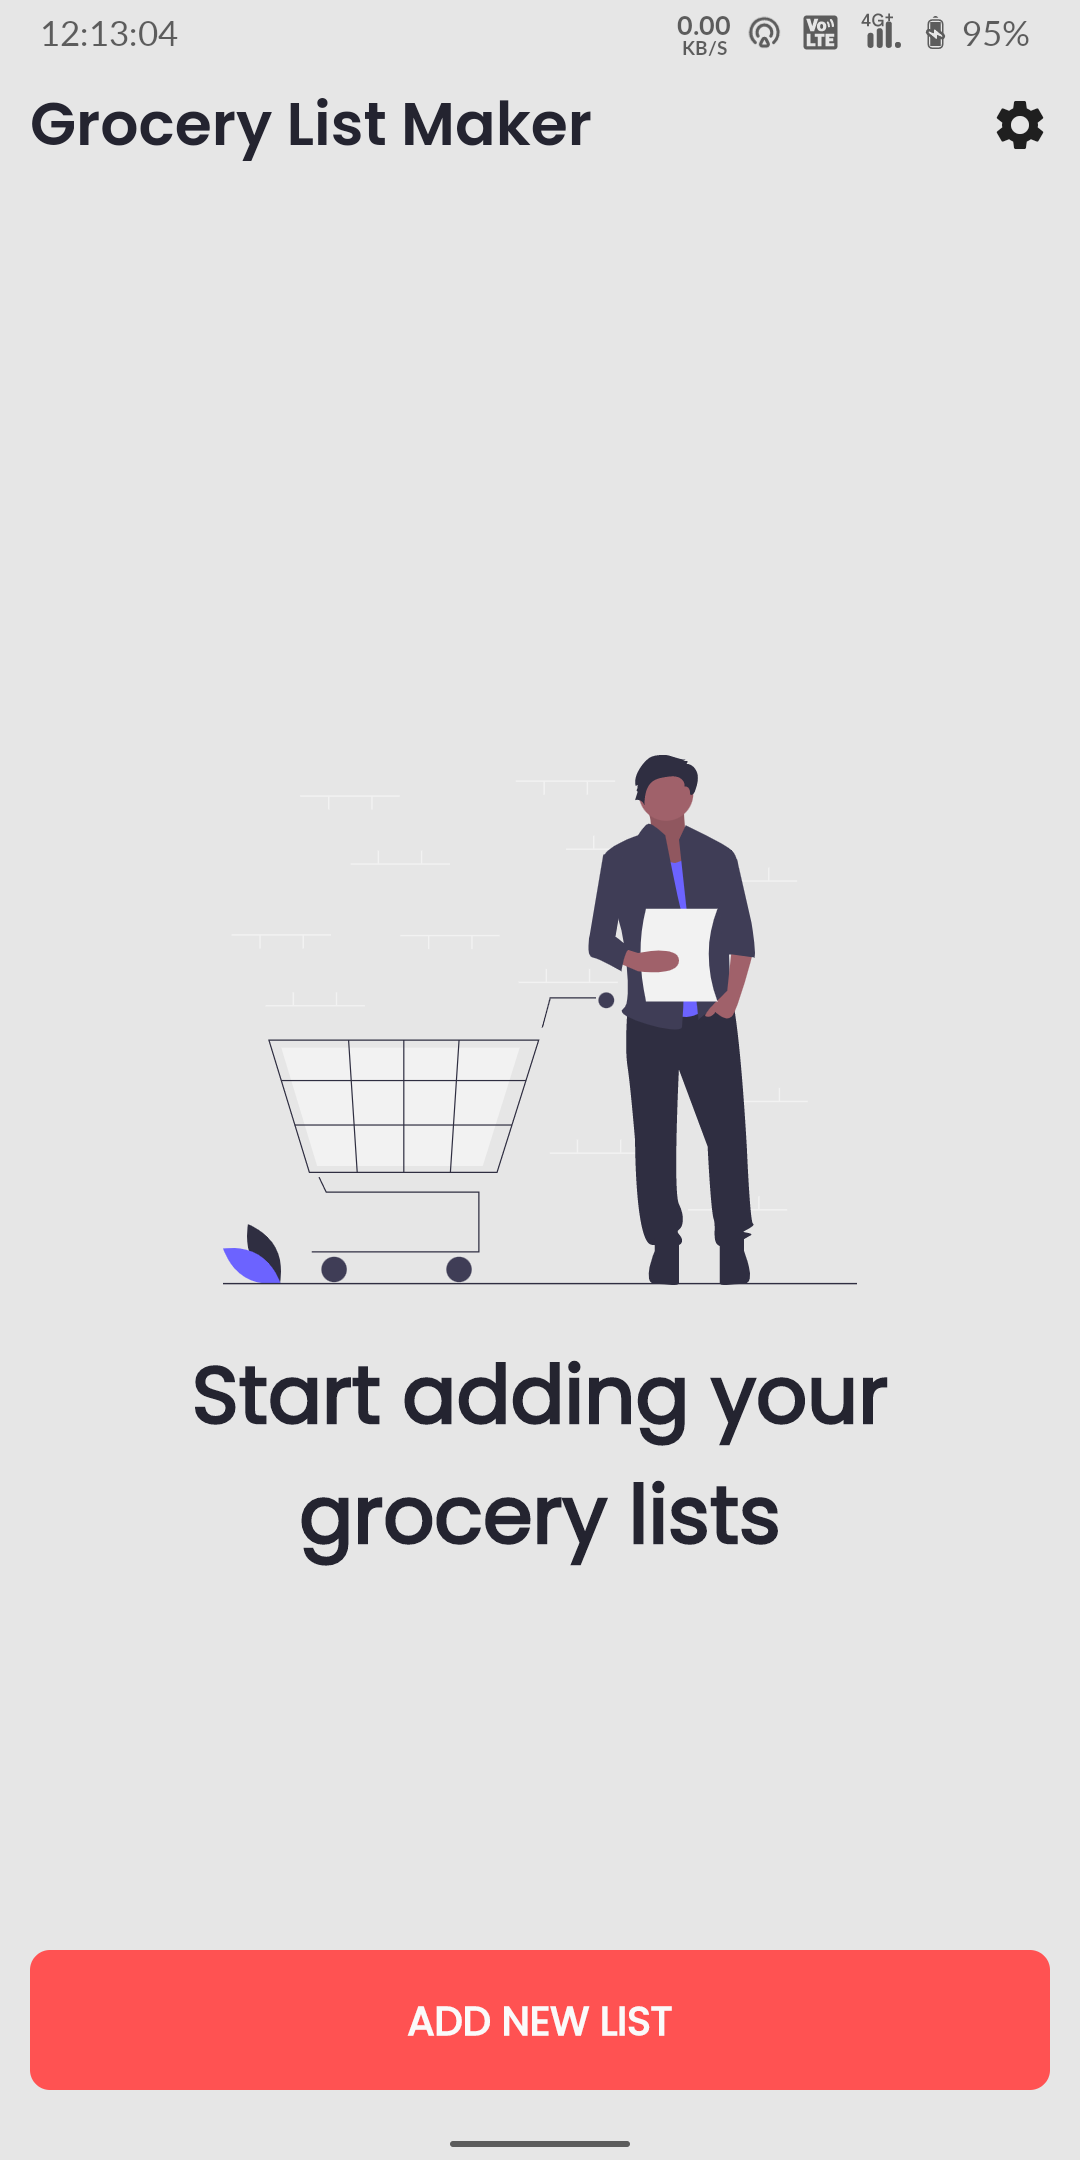 12:13:04
0.00
KB/S
Vo
LTE
4G+
95%
Grocery List Maker
Start adding your
grocery lists
ADD NEW LIST